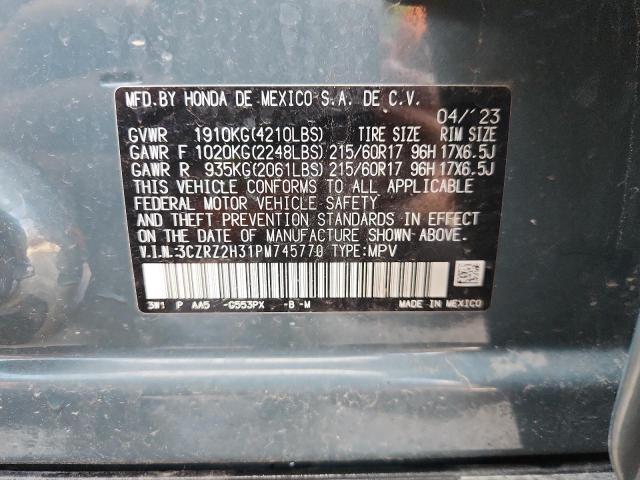 MFD.BY HONDA DE MEXICO S.A. DE C.V.
04/'23
GVWR 1910KG(4210LBS) TIRE SIZE RIM SIZE
GAWR F 1020KG(2248LBS) 215/60R17 96H 17X6.5J
GAWR R 935KG(2061LBS) 215/60R17 96H 17X6.5J
THIS VEHICLE CONFORMS TO ALL APPLICABLE
FEDERAL MOTOR VEHICLE SAFETY
AND THEFT PREVENTION STANDARDS IN EFFECT
ON THE DATE OF MANUFACTURE SHOWN ABOVE.
V.I.N.3CZRZ2H31PM745770 TYPE:MPV
3W1 P AA5 -G553PX -B-M MADE IN MEXICO